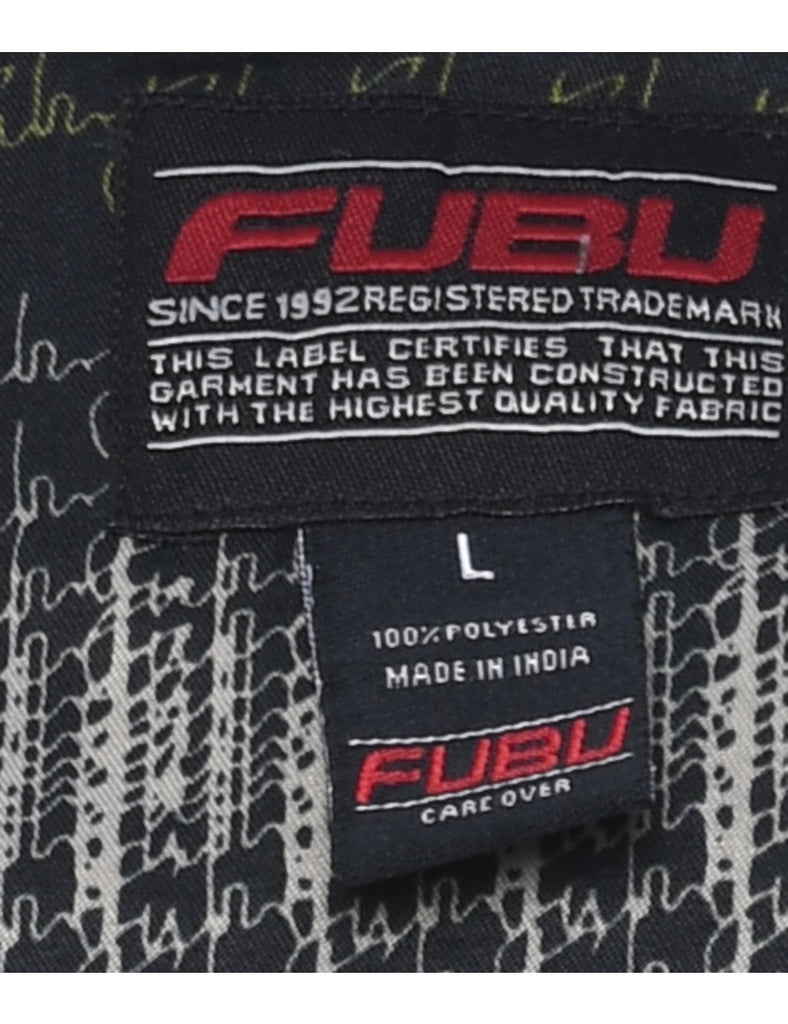 FUBU
SINCE 1992 REGISTERED TRADEMARK
THIS LABEL CERTIFIES THAT THIS
GARMENT HAS BEEN CONSTRUCTED
WITH THE HIGHEST QUALITY FABRIC
L
100% POLYESTER
MADE IN INDIA
FUBU
CARE OVER